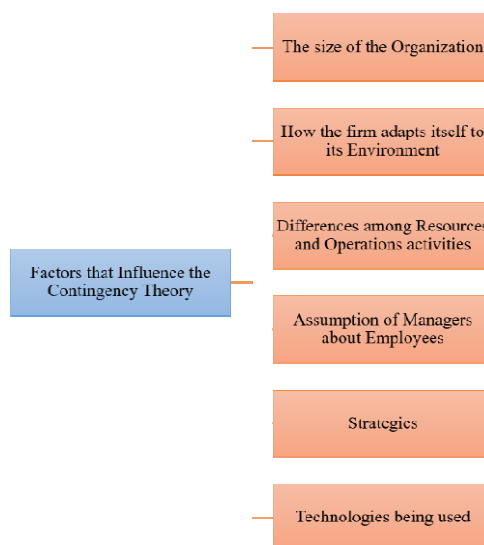 The size of the Organization
How the firm adapts itself to
its Environment
Differences among Resources
and Operations activities
Factors that Influence the
Contingency Theory
Assumption of Managers
about Employees
Strategies
Technologies being used